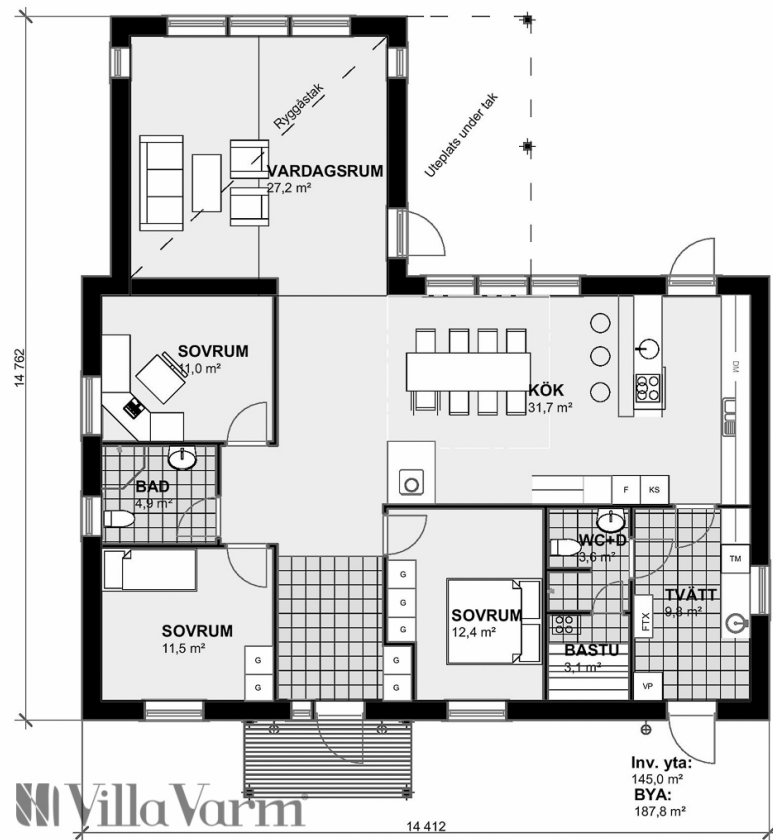 Ryggåstak
Uteplats under tak
VARDAGSRUM
27,2 m²
14 762
SOVRUM
11,0 m²
KÖK
31,7 m²
DM
BAD
4,9 m²
F
KS
WC+D
3,6 m²
TM
G
G
G
SOVRUM
12,4 m²
TVÄTT
9,8 m²
FTX
SOVRUM
11,5 m²
BASTU
3,1 m²
G
G
G
G
VP
Inv. yta:
145,0 m²
BYA:
187,8 m²
VillaVarm
14 412